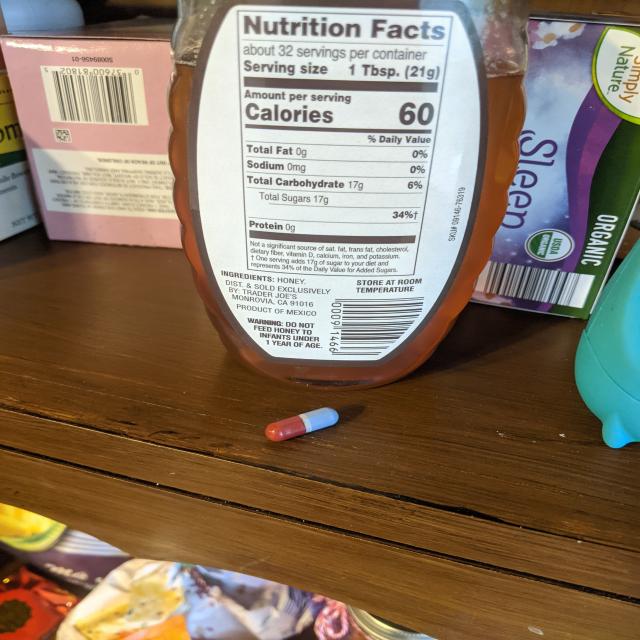 Nutrition Facts
about 32 servings per container
Serving size 1 Tbsp. (21g)
Amount per serving
Calories 60
% Daily Value
Total Fat 0g 0%
Sodium 0mg 0%
Total Carbohydrate 17g 6%
Total Sugars 17g
34%†
Protein 0g
Not a significant source of sat. fat, trans fat, cholesterol,
dietary fiber, vitamin D, calcium, iron, and potassium.
† One serving adds 17g of sugar to your diet and
represents 34% of the Daily Value for Added Sugars.
INGREDIENTS: HONEY.
DIST. & SOLD EXCLUSIVELY
BY: TRADER JOE'S
MONROVIA, CA 91016
PRODUCT OF MEXICO
STORE AT ROOM
TEMPERATURE
WARNING: DO NOT
FEED HONEY TO
INFANTS UNDER
1 YEAR OF AGE.
Simply
Nature
Sleep
USDA
ORGANIC
ORGANIC